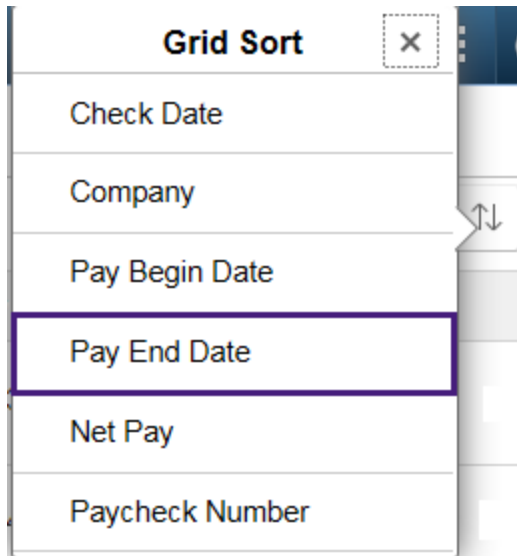 Grid Sort
Check Date
Company
Pay Begin Date
Pay End Date
Net Pay
Paycheck Number